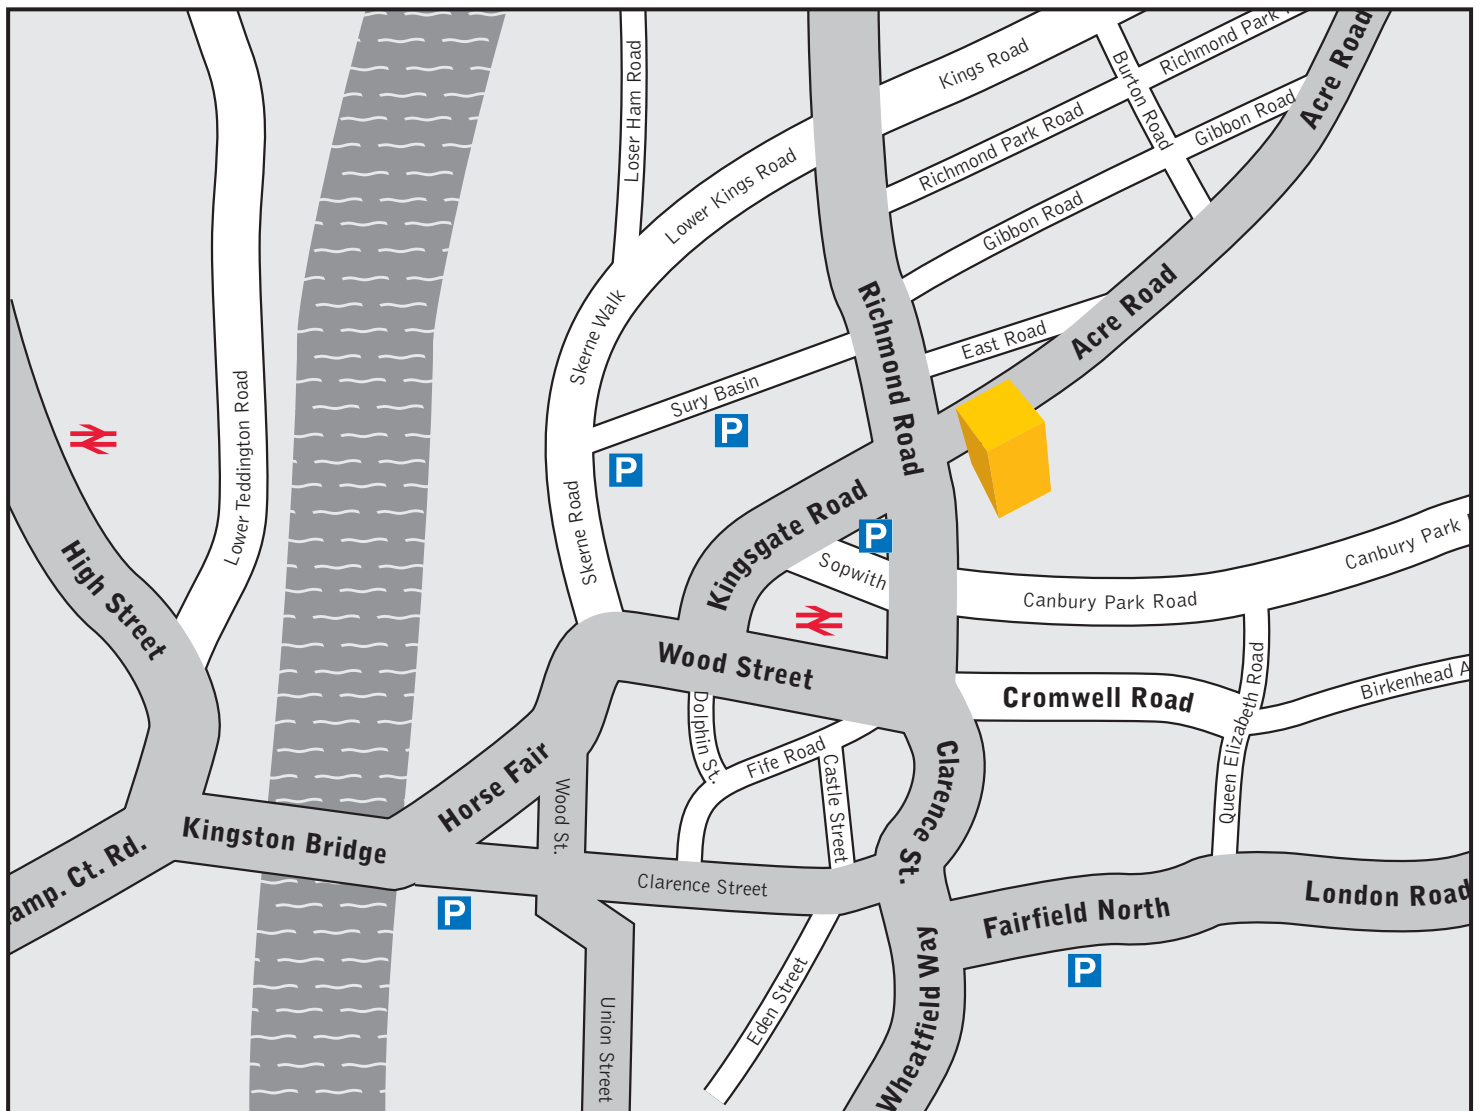 Loser Ham Road
Kings Road
Burton Road
Richmond Park
Acre Road
Gibbon Road
Richmond Park Road
Lower Kings Road
Gibbon Road
Skerne Walk
Richmond Road
East Road
Acre Road
Sury Basin
P
P
Lower Teddington Road
Skerne Road
Kingsgate Road
P
Sopwith
Canbury Park
Canbury Park Road
High Street
Wood Street
Cromwell Road
Queen Elizabeth Road
Birkenhead A
Dolphin St.
Fife Road
Castle Street
Clarence St.
Horse Fair
Wood St.
Kingston Bridge
amp. Ct. Rd.
Clarence Street
P
Fairfield North
London Road
P
Wheatfield Way
Eden Street
Union Street